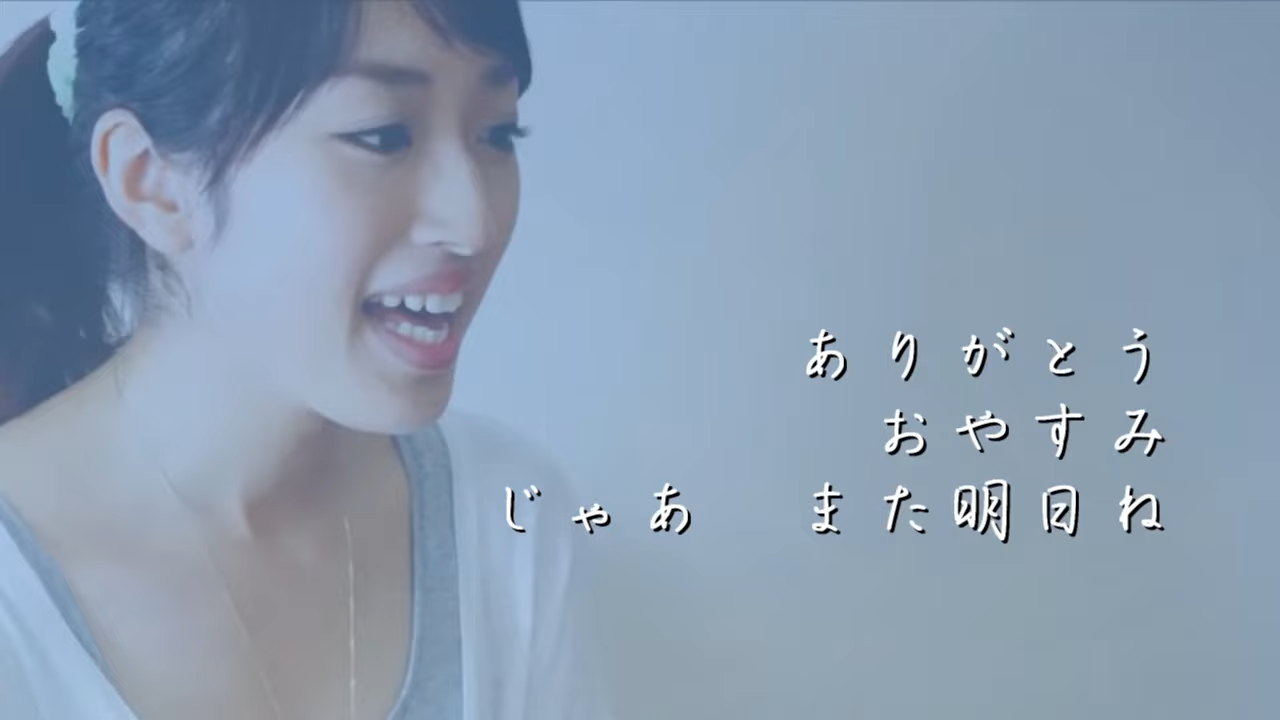 ありがとう
おやすみ
じゃあ　また明日ね